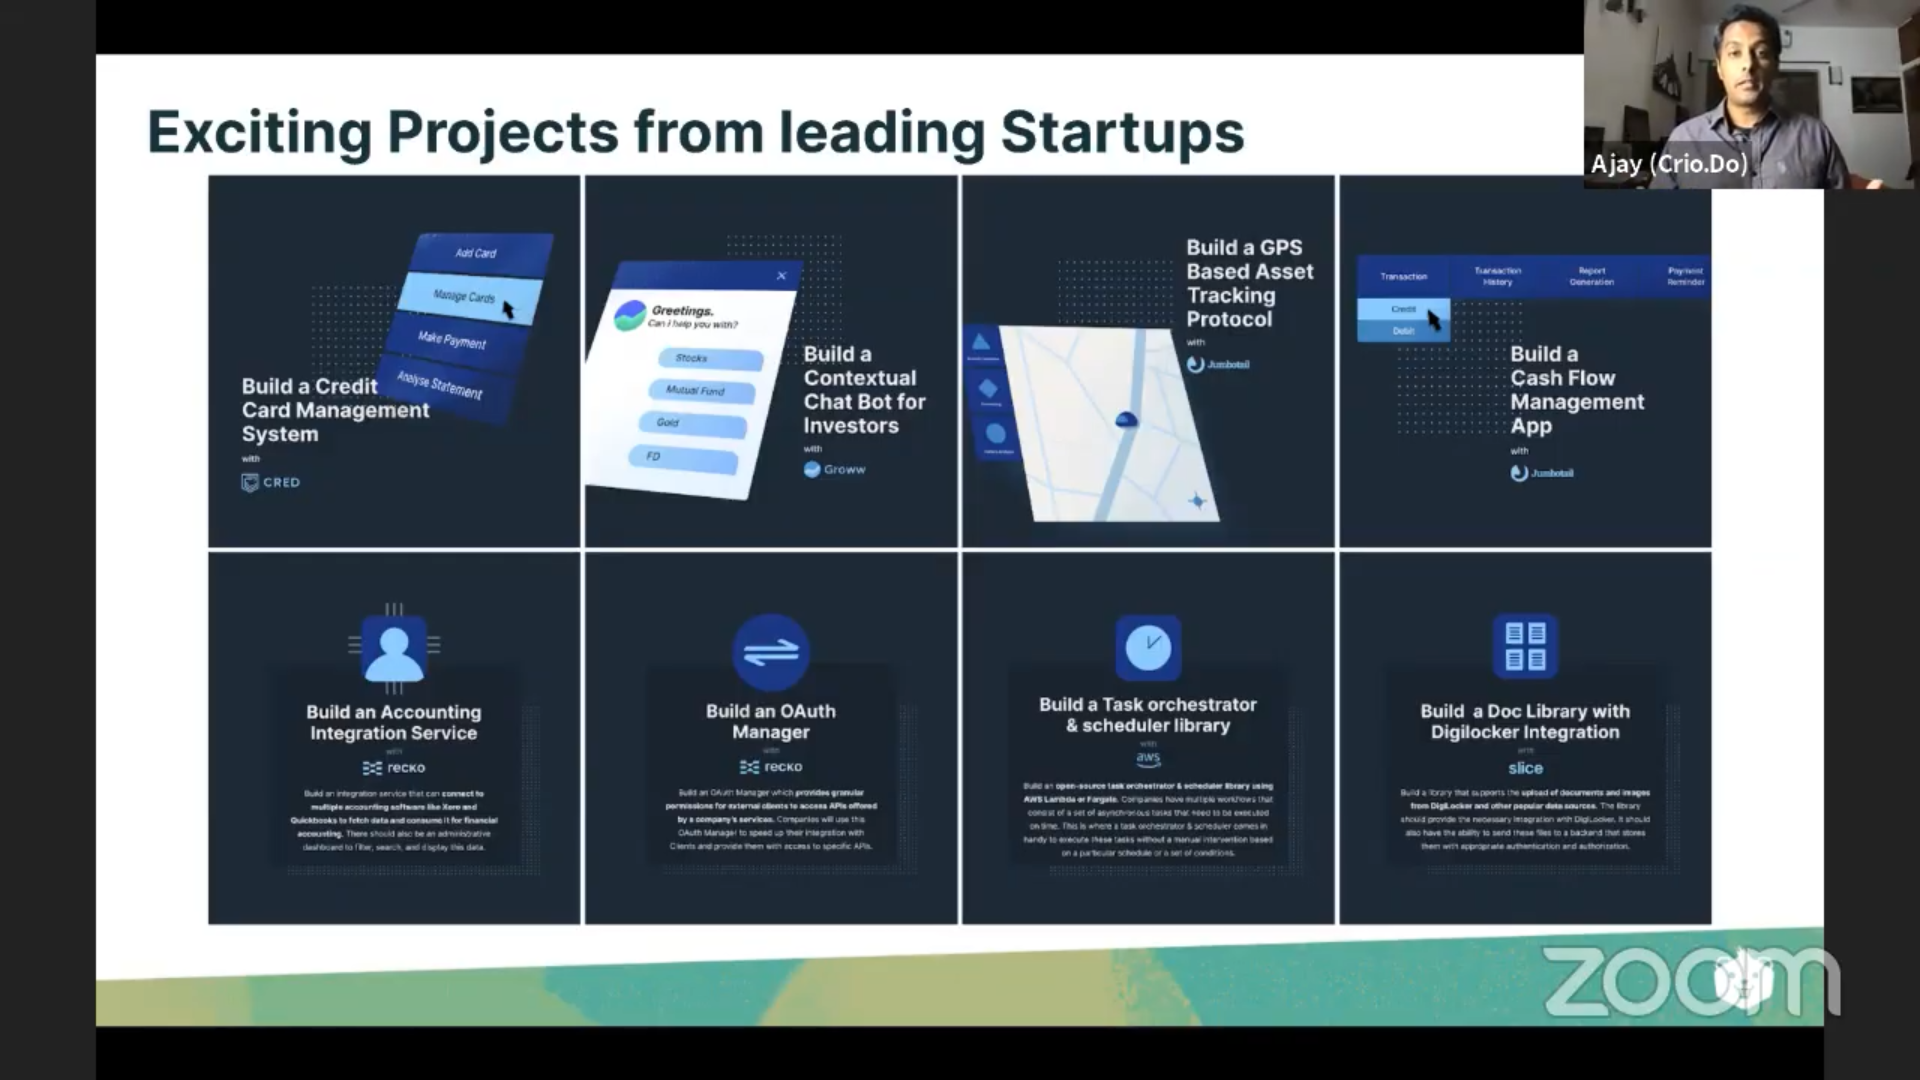 Exciting Projects from leading Startups
Ajay (Crio.Do)
Add Card
Manage Cards
Make Payment
Analyse Statement
Build a Credit
Card Management
System
with
CRED
Greetings.
Can i help you with?
Stocks
Mutual Fund
Gold
FD
Build a
Contextual
Chat Bot for
Investors
with
Groww
Build a GPS
Based Asset
Tracking
Protocol
with
Jumbotail
Transaction
Transaction
History
Report
Generation
Payment
Reminder
Credit
Debit
Build a
Cash Flow
Management
App
with
Jumbotail
Build an Accounting
Integration Service
with
recko
Build an integration service that can connect to
multiple accounting software like Xero and
Quickbooks to fetch data and consume it for financial
accounting. There should also be an administrative
dashboard to filter, search, and display this data.
Build an OAuth
Manager
with
recko
Build an OAuth Manager which provides granular
permissions for external clients to access APIs offered
by a company's services. Companies will use this
OAuth Manager to speed up their integration with
Clients and provide them with access to specific APIs.
Build a Task orchestrator
& scheduler library
with
aws
Build an open-source task orchestrator & scheduler library using
AWS Lambda or Fargate. Companies have multiple workflows that
consist of a set of asynchronous tasks that need to be executed
on time. This is where a task orchestrator & scheduler comes in
handy to execute these tasks without a manual intervention based
on a particular schedule or a set of conditions.
Build a Doc Library with
Digilocker Integration
with
slice
Build a library that supports the upload of documents and images
from DigiLocker and other popular data sources. The library
should provide the necessary integration with DigiLocker. It should
also have the ability to send these files to a backend that stores
them with appropriate authentication and authorization.
zoom